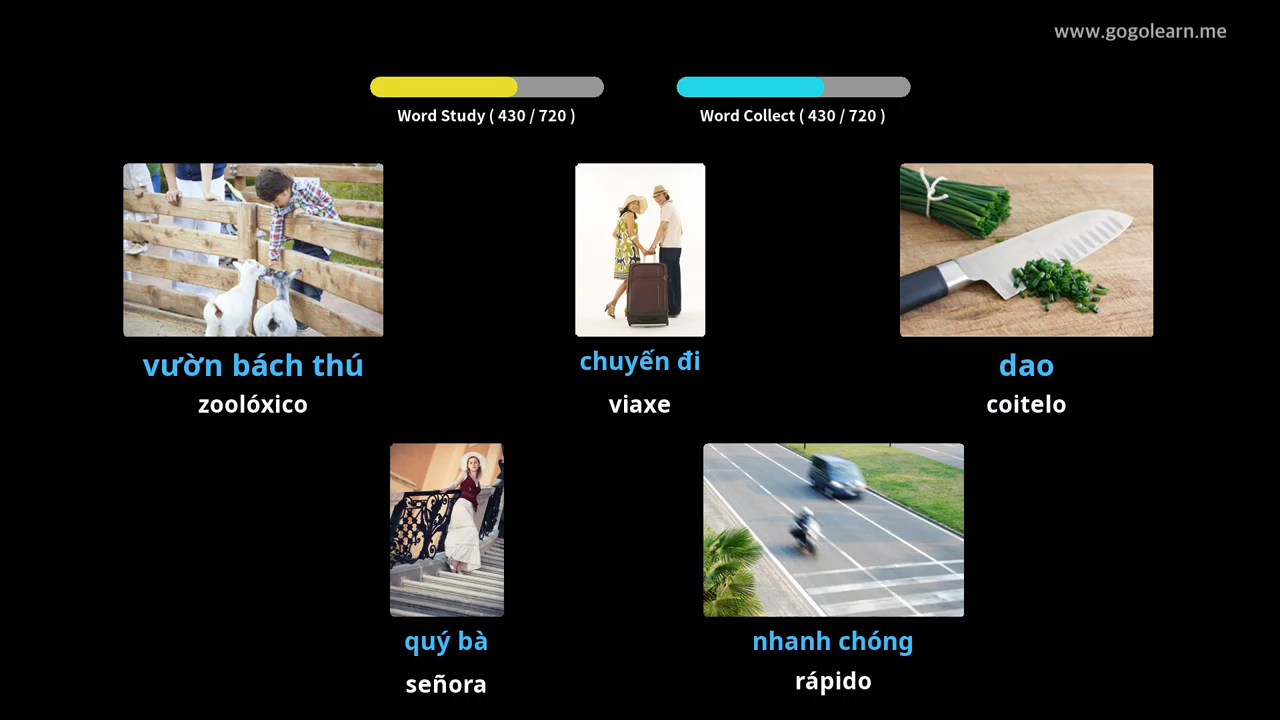 www.gogolearn.me
Word Study ( 430 / 720 )
Word Collect ( 430 / 720 )
vườn bách thú
zoolóxico
chuyến đi
viaxe
dao
coitelo
quý bà
señora
nhanh chóng
rápido